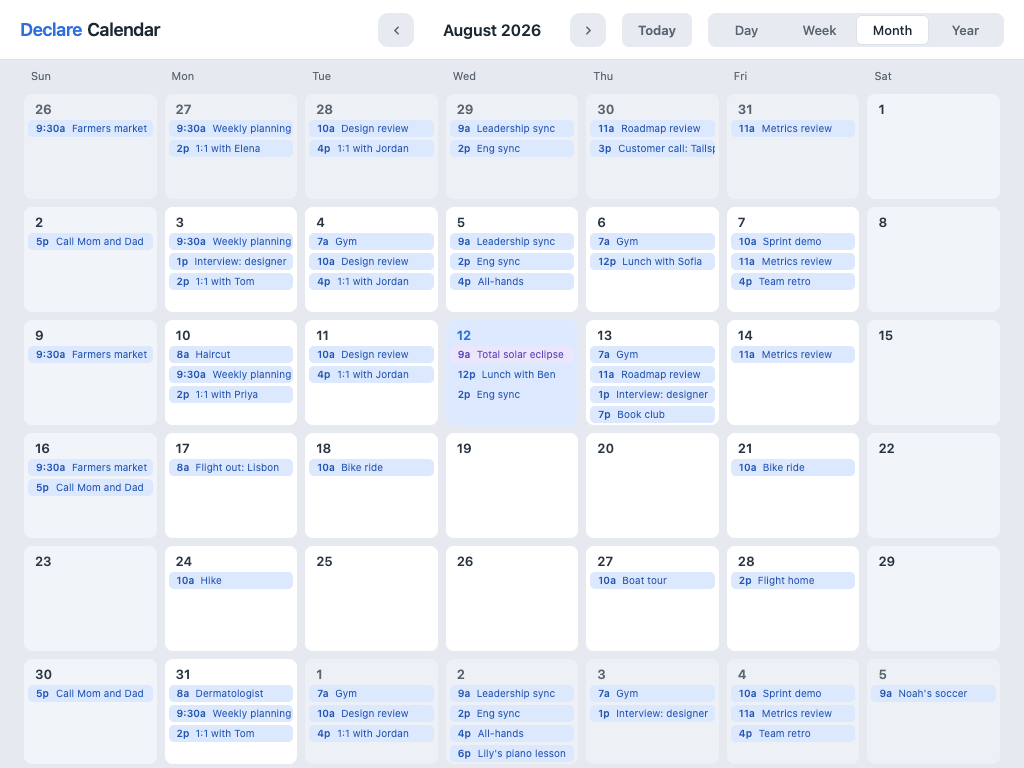 Declare Calendar
August 2026
Today
Day Week Month Year
Sun Mon Tue Wed Thu Fri Sat
26
9:30a Farmers market
27
9:30a Weekly planning
2p 1:1 with Elena
28
10a Design review
4p 1:1 with Jordan
29
9a Leadership sync
2p Eng sync
30
11a Roadmap review
3p Customer call: Tailsp
31
11a Metrics review
1
2
5p Call Mom and Dad
3
9:30a Weekly planning
1p Interview: designer
2p 1:1 with Tom
4
7a Gym
10a Design review
4p 1:1 with Jordan
5
9a Leadership sync
2p Eng sync
4p All-hands
6
7a Gym
12p Lunch with Sofia
7
10a Sprint demo
11a Metrics review
4p Team retro
8
9
9:30a Farmers market
10
8a Haircut
9:30a Weekly planning
2p 1:1 with Priya
11
10a Design review
4p 1:1 with Jordan
12
9a Total solar eclipse
12p Lunch with Ben
2p Eng sync
13
7a Gym
11a Roadmap review
1p Interview: designer
7p Book club
14
11a Metrics review
15
16
9:30a Farmers market
5p Call Mom and Dad
17
8a Flight out: Lisbon
18
10a Bike ride
19
20
21
10a Bike ride
22
23
24
10a Hike
25
26
27
10a Boat tour
28
2p Flight home
29
30
5p Call Mom and Dad
31
8a Dermatologist
9:30a Weekly planning
2p 1:1 with Tom
1
7a Gym
10a Design review
4p 1:1 with Jordan
2
9a Leadership sync
2p Eng sync
4p All-hands
6p Lily's piano lesson
3
7a Gym
1p Interview: designer
4
10a Sprint demo
11a Metrics review
4p Team retro
5
9a Noah's soccer